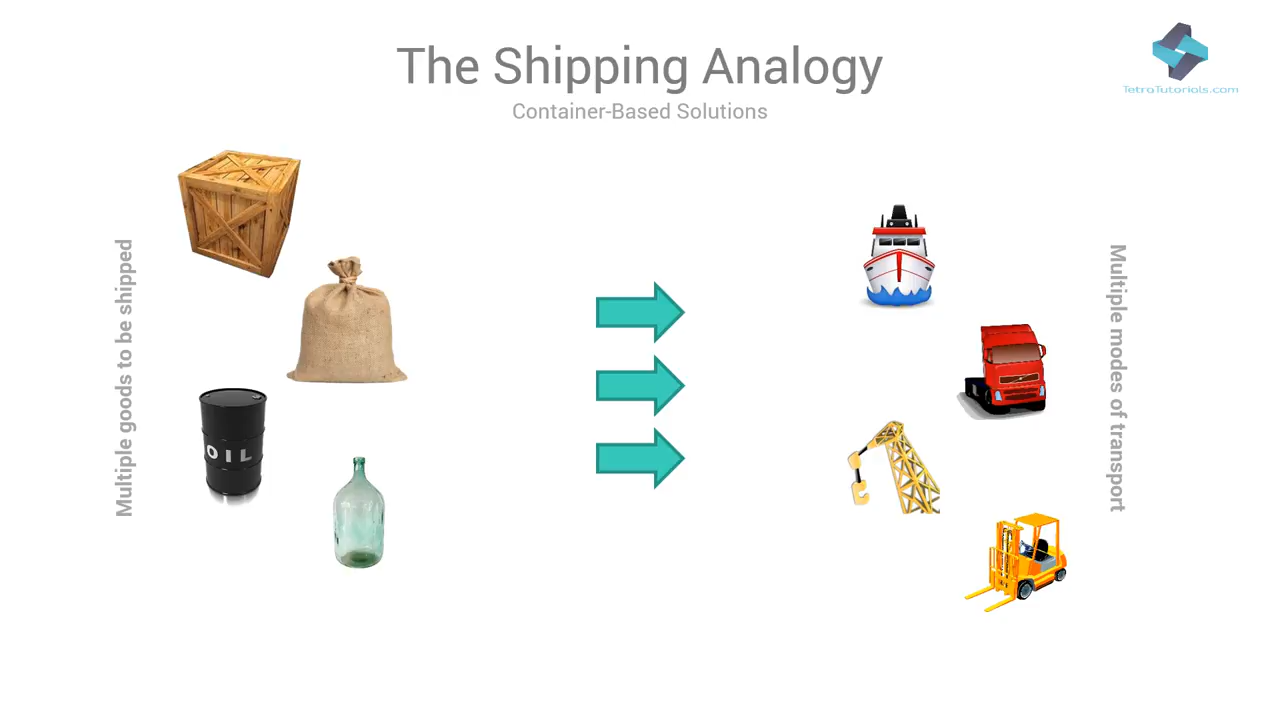 The Shipping Analogy
Container-Based Solutions
TetraTutorials.com
Multiple goods to be shipped
OIL
Multiple modes of transport